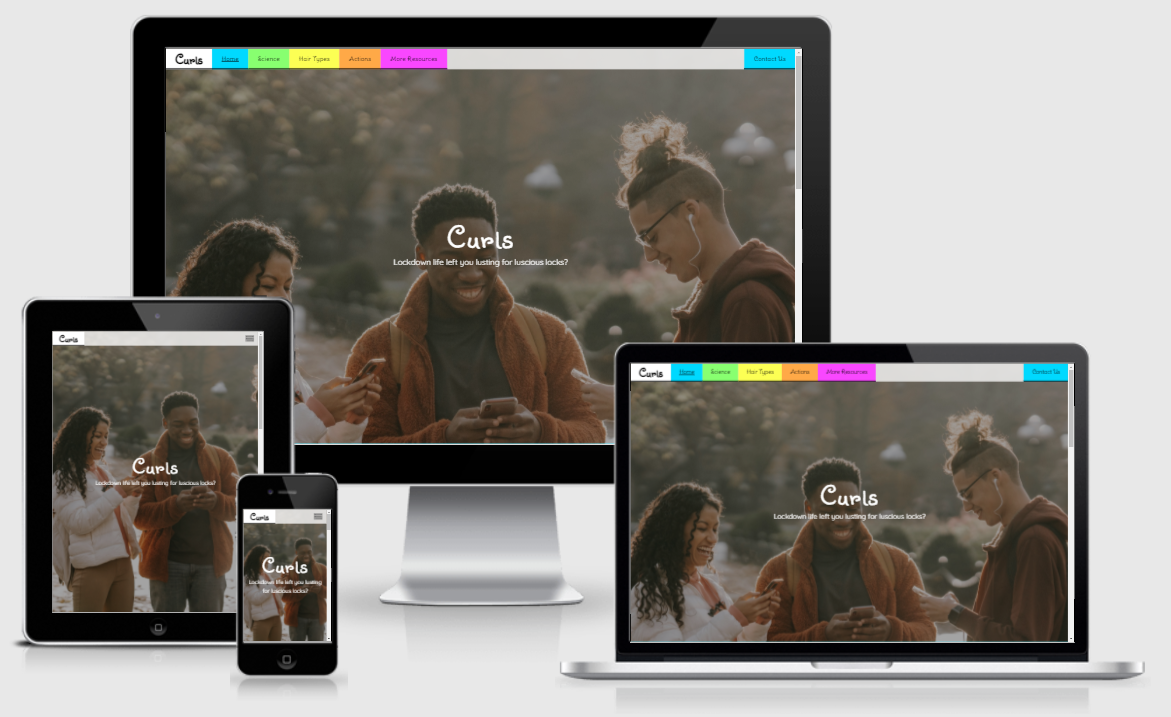 Curls Home Science Hair Types Actions More Resources Contact Us
Curls
Lockdown life left you lusting for luscious locks?
Curls
Curls
Lockdown life left you lusting for luscious locks?
Curls
Curls
Lockdown life left you lusting
for luscious locks?
Curls Home Science Hair Types Actions More Resources Contact Us
Curls
Lockdown life left you lusting for luscious locks?